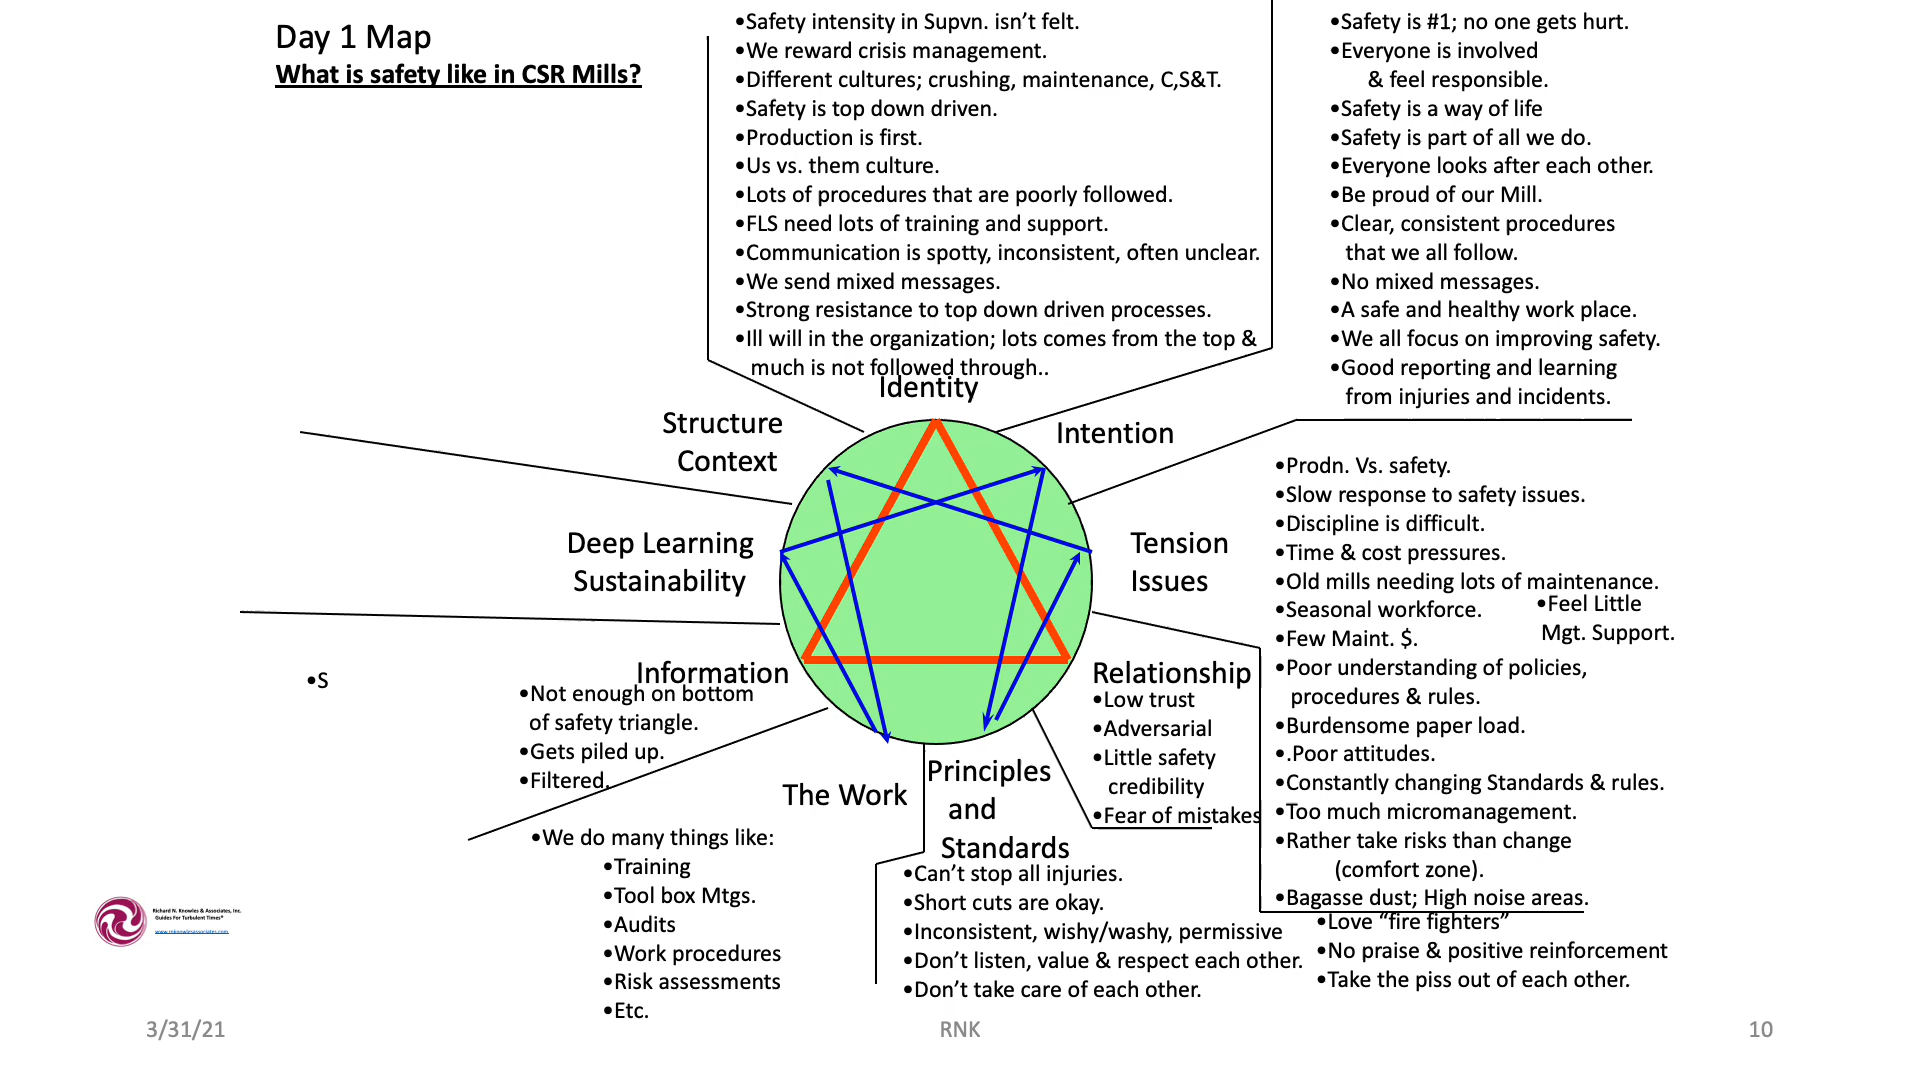 Day 1 Map
What is safety like in CSR Mills?
•Safety intensity in Supvn. isn’t felt.
•We reward crisis management.
•Different cultures; crushing, maintenance, C,S&T.
•Safety is top down driven.
•Production is first.
•Us vs. them culture.
•Lots of procedures that are poorly followed.
•FLS need lots of training and support.
•Communication is spotty, inconsistent, often unclear.
•We send mixed messages.
•Strong resistance to top down driven processes.
•Ill will in the organization; lots comes from the top &
much is not followed through..
•Safety is #1; no one gets hurt.
•Everyone is involved
& feel responsible.
•Safety is a way of life
•Safety is part of all we do.
•Everyone looks after each other.
•Be proud of our Mill.
•Clear, consistent procedures
that we all follow.
•No mixed messages.
•A safe and healthy work place.
•We all focus on improving safety.
•Good reporting and learning
from injuries and incidents.
Identity
Structure
Context
Intention
Deep Learning
Sustainability
Tension
Issues
•Prodn. Vs. safety.
•Slow response to safety issues.
•Discipline is difficult.
•Time & cost pressures.
•Old mills needing lots of maintenance.
•Seasonal workforce.
•Few Maint. $.
•Poor understanding of policies,
procedures & rules.
•Burdensome paper load.
•.Poor attitudes.
•Constantly changing Standards & rules.
•Too much micromanagement.
•Rather take risks than change
(comfort zone).
•Bagasse dust; High noise areas.
•Feel Little
Mgt. Support.
Information
•S
•Not enough on bottom
of safety triangle.
•Gets piled up.
•Filtered.
Relationship
•Low trust
•Adversarial
•Little safety
credibility
•Fear of mistakes
The Work
•We do many things like:
•Training
•Tool box Mtgs.
•Audits
•Work procedures
•Risk assessments
•Etc.
Principles
and
Standards
•Can’t stop all injuries.
•Short cuts are okay.
•Inconsistent, wishy/washy, permissive
•Don’t listen, value & respect each other.
•Don’t take care of each other.
•Love “fire fighters”
•No praise & positive reinforcement
•Take the piss out of each other.
Richard N. Knowles & Associates, Inc.
Guides For Turbulent Times®
www.rnknowlesassociates.com
3/31/21
RNK
10